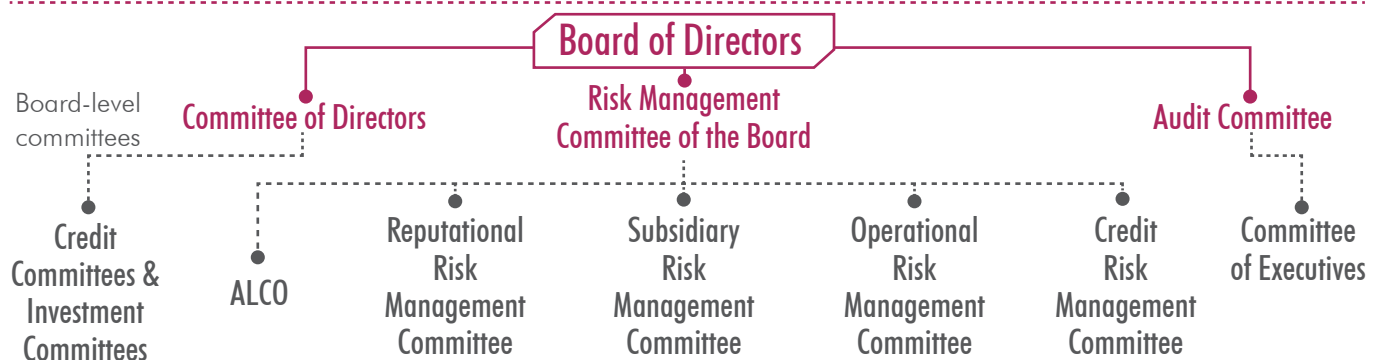 Board of Directors
Board-level
committees
Committee of Directors
Risk Management
Committee of the Board
Audit Committee
Credit
Committees &
Investment
Committees
ALCO
Reputational
Risk
Management
Committee
Subsidiary
Risk
Management
Committee
Operational
Risk
Management
Committee
Credit
Risk
Management
Committee
Committee
of Executives